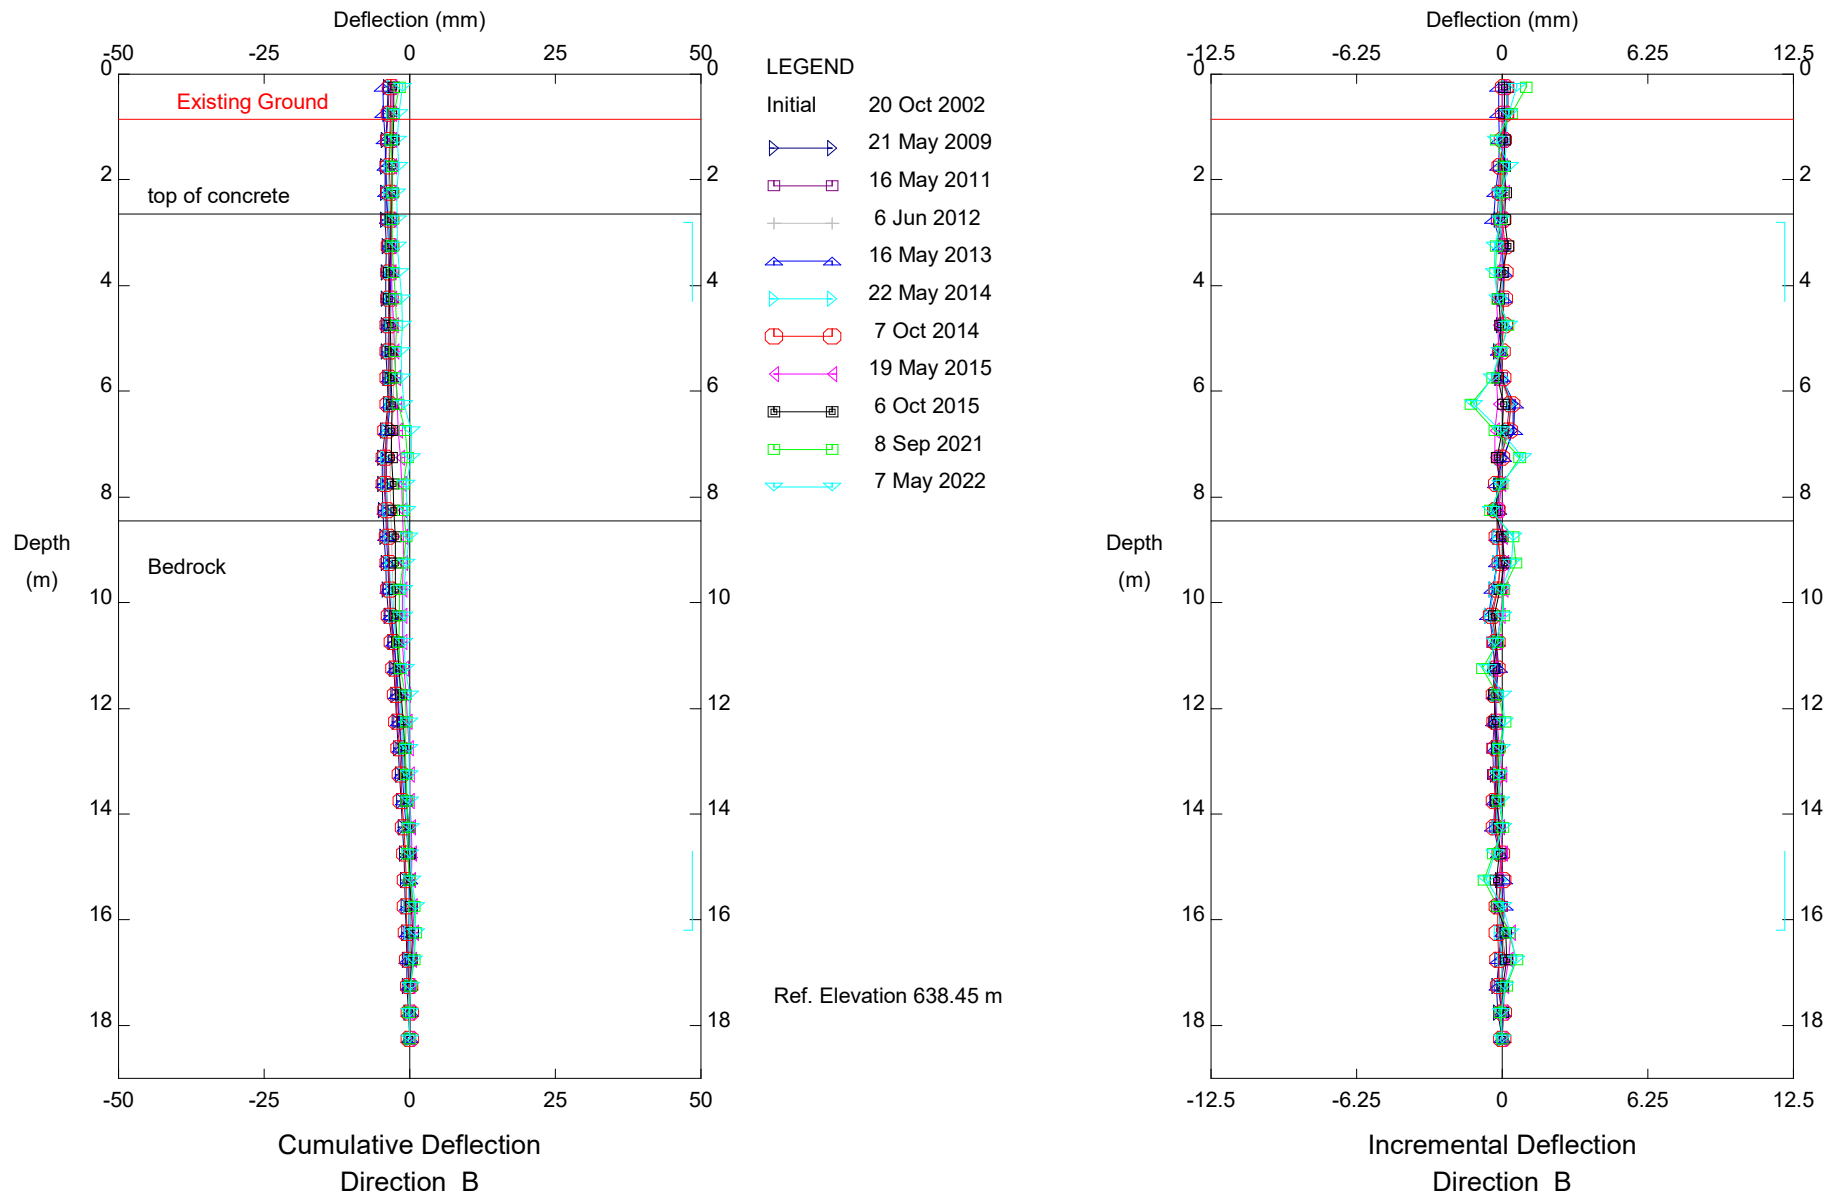 Deflection (mm)
-50 -25 0 25 50
0 0
Existing Ground
2 2
top of concrete
4 4
6 6
8 8
Depth
(m)
Bedrock
10 10
12 12
14 14
16 16
18 18
-50 -25 0 25 50
Cumulative Deflection
Direction B
LEGEND
Initial 20 Oct 2002
21 May 2009
16 May 2011
6 Jun 2012
16 May 2013
22 May 2014
7 Oct 2014
19 May 2015
6 Oct 2015
8 Sep 2021
7 May 2022
Ref. Elevation 638.45 m
Deflection (mm)
-12.5 -6.25 0 6.25 12.5
0 0
2 2
4 4
6 6
8 8
Depth
(m)
10 10
12 12
14 14
16 16
18 18
-12.5 -6.25 0 6.25 12.5
Incremental Deflection
Direction B